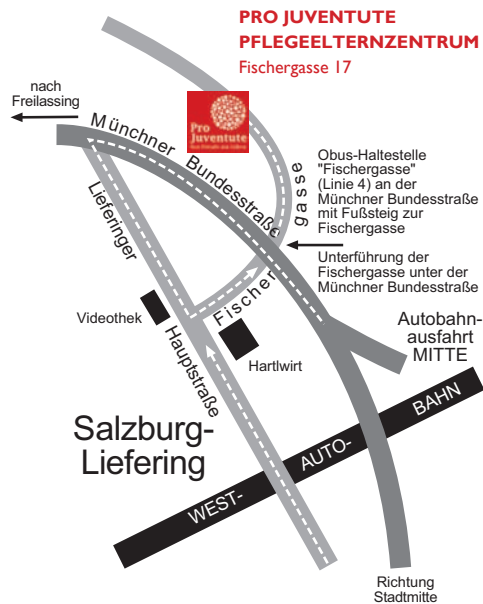 PRO JUVENTUTE
PFLEGEELTERNZENTRUM
Fischergasse 17
nach
Freilassing
Pro
Juventute
Münchner Bundesstraße
gasse
Obus-Haltestelle
"Fischergasse"
(Linie 4) an der
Münchner Bundesstraße
mit Fußsteig zur
Fischergasse
Unterführung der
Fischergasse unter der
Münchner Bundesstraße
Lieferinger
Hauptstraße
Fischer
Videothek
Hartlwirt
Autobahn-
ausfahrt
MITTE
Salzburg-
Liefering
WEST- AUTO- BAHN
Richtung
Stadtmitte